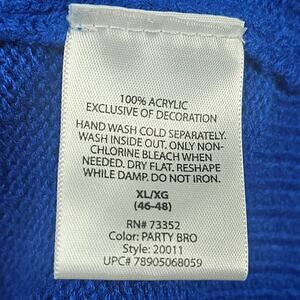 100% ACRYLIC
EXCLUSIVE OF DECORATION
HAND WASH COLD SEPARATELY.
WASH INSIDE OUT. ONLY NON-
CHLORINE BLEACH WHEN
NEEDED. DRY FLAT. RESHAPE
WHILE DAMP. DO NOT IRON.
XL/XG
(46-48)
RN# 73352
Color: PARTY BRO
Style: 20011
UPC# 78905068059